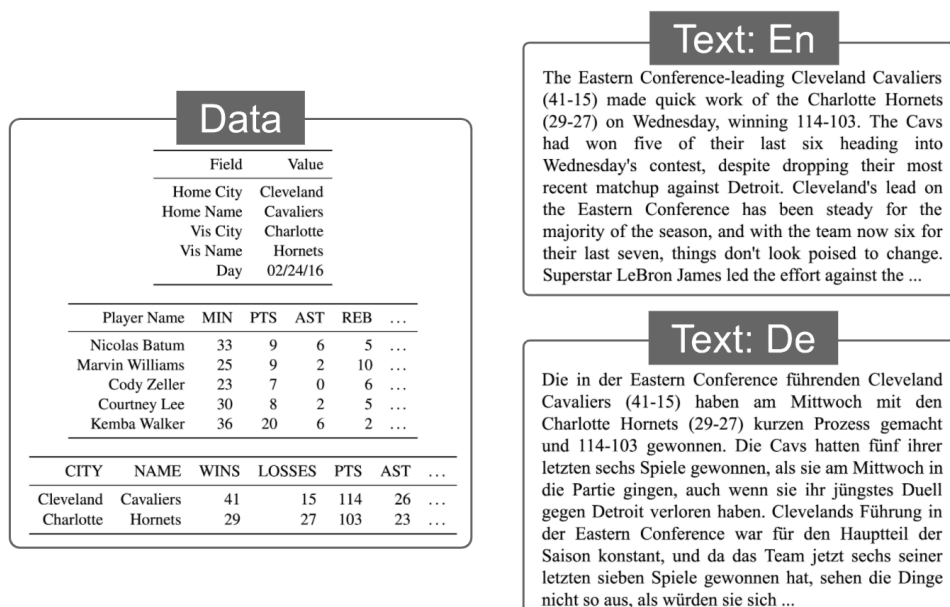 Data
Field Value
Home City Cleveland
Home Name Cavaliers
Vis City Charlotte
Vis Name Hornets
Day 02/24/16
Player Name MIN PTS AST REB ...
Nicolas Batum 33 9 6 5 ...
Marvin Williams 25 9 2 10 ...
Cody Zeller 23 7 0 6 ...
Courtney Lee 30 8 2 5 ...
Kemba Walker 36 20 6 2 ...
CITY NAME WINS LOSSES PTS AST ...
Cleveland Cavaliers 41 15 114 26 ...
Charlotte Hornets 29 27 103 23 ...
Text: En
The Eastern Conference-leading Cleveland Cavaliers
(41-15) made quick work of the Charlotte Hornets
(29-27) on Wednesday, winning 114-103. The Cavs
had won five of their last six heading into
Wednesday's contest, despite dropping their most
recent matchup against Detroit. Cleveland's lead on
the Eastern Conference has been steady for the
majority of the season, and with the team now six for
their last seven, things don't look poised to change.
Superstar LeBron James led the effort against the ...
Text: De
Die in der Eastern Conference führenden Cleveland
Cavaliers (41-15) haben am Mittwoch mit den
Charlotte Hornets (29-27) kurzen Prozess gemacht
und 114-103 gewonnen. Die Cavs hatten fünf ihrer
letzten sechs Spiele gewonnen, als sie am Mittwoch in
die Partie gingen, auch wenn sie ihr jüngstes Duell
gegen Detroit verloren haben. Clevelands Führung in
der Eastern Conference war für den Hauptteil der
Saison konstant, und da das Team jetzt sechs seiner
letzten sieben Spiele gewonnen hat, sehen die Dinge
nicht so aus, als würden sie sich ...